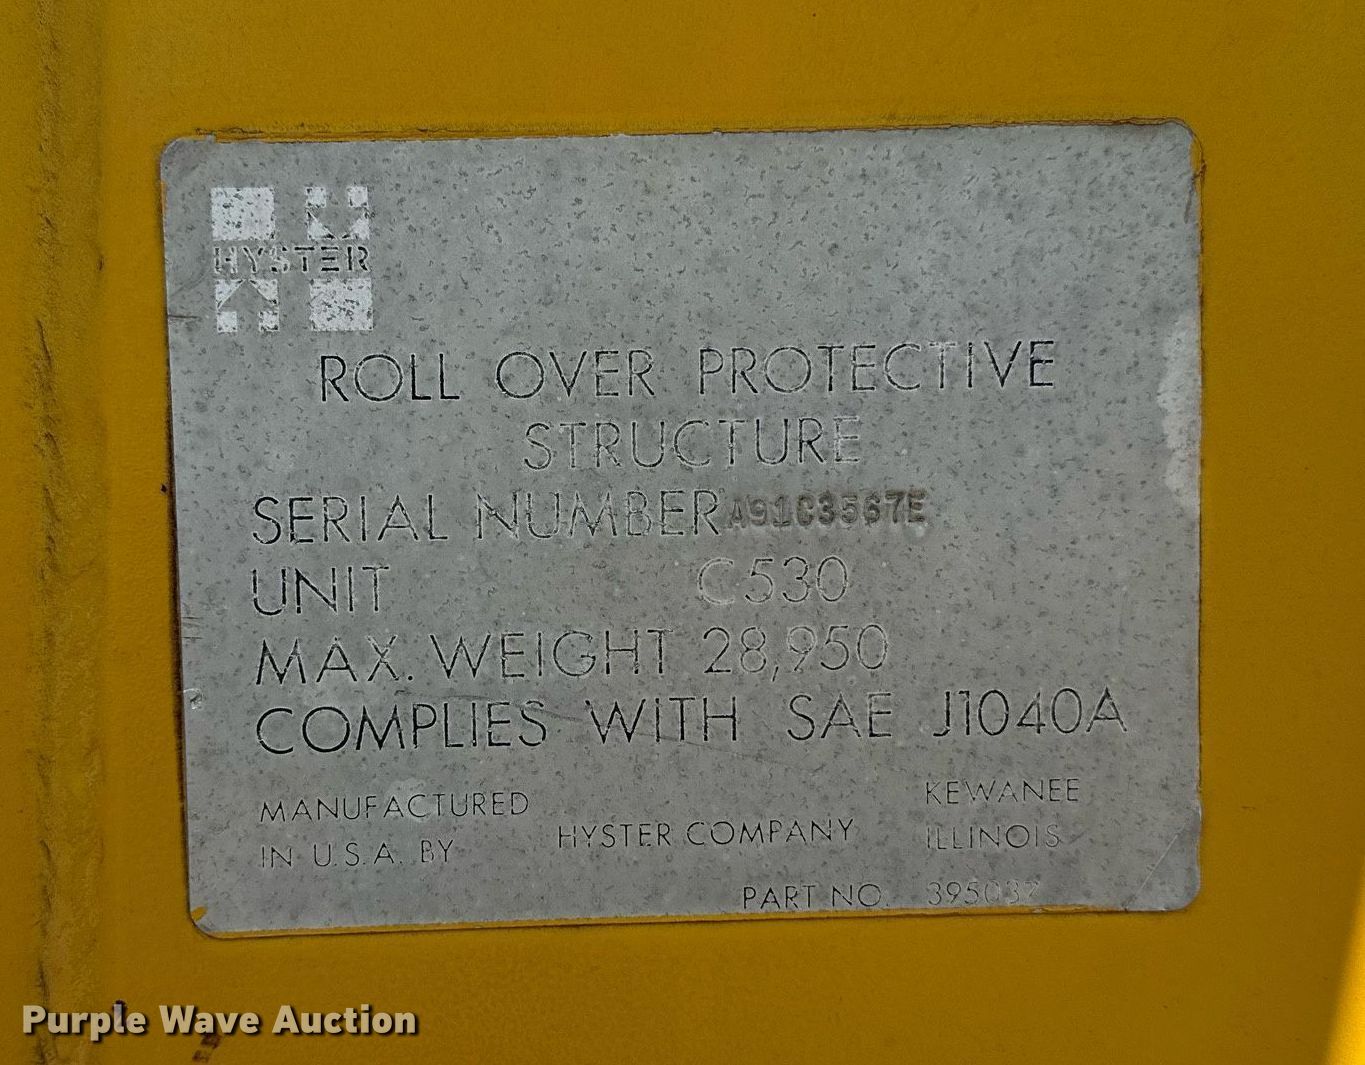 HYSTER
ROLL OVER PROTECTIVE
STRUCTURE
SERIAL NUMBER A91C3567E
UNIT C530
MAX. WEIGHT 28,950
COMPLIES WITH SAE J1040A
MANUFACTURED
IN U.S.A. BY
HYSTER COMPANY
KEWANEE
ILLINOIS
PART NO. 395037
Purple Wave Auction